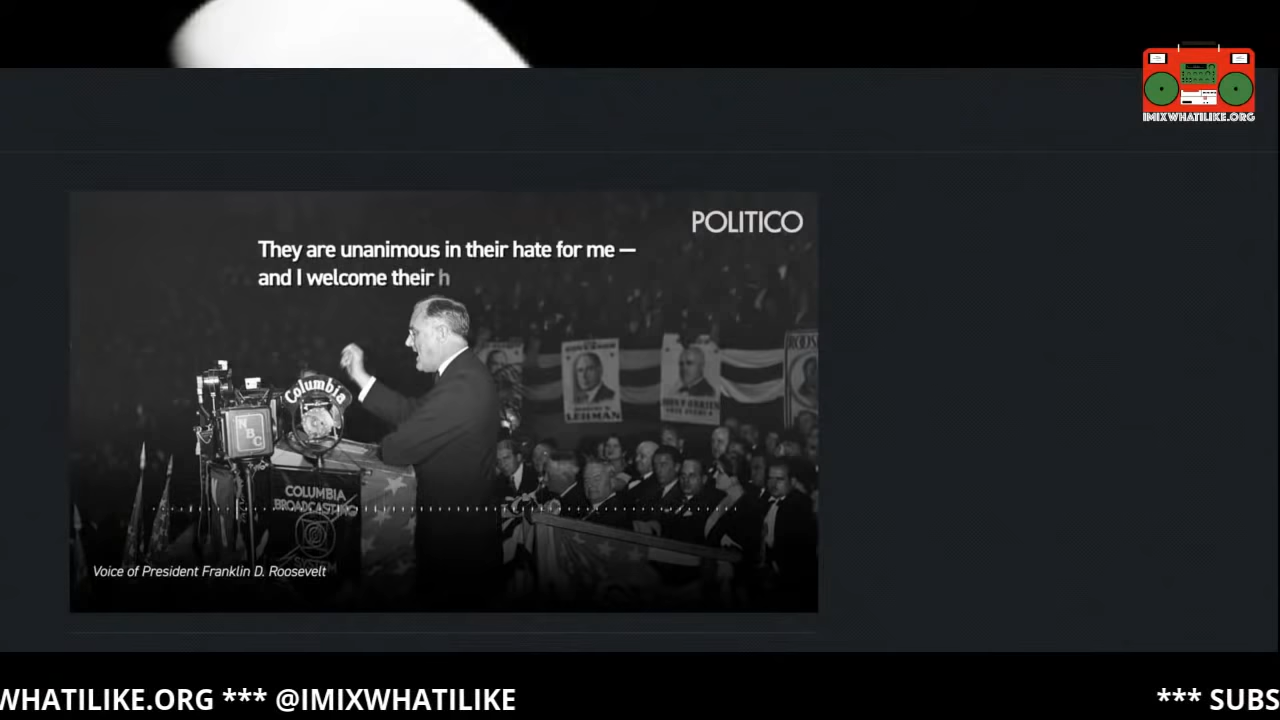 IMIXWHATILIKE.ORG
POLITICO
They are unanimous in their hate for me —
and I welcome their h
Columbia
NBC
LEHMAN
COLUMBIA
BROADCASTING
SYSTEM
Voice of President Franklin D. Roosevelt
WHATILIKE.ORG *** @IMIXWHATILIKE *** SUBS